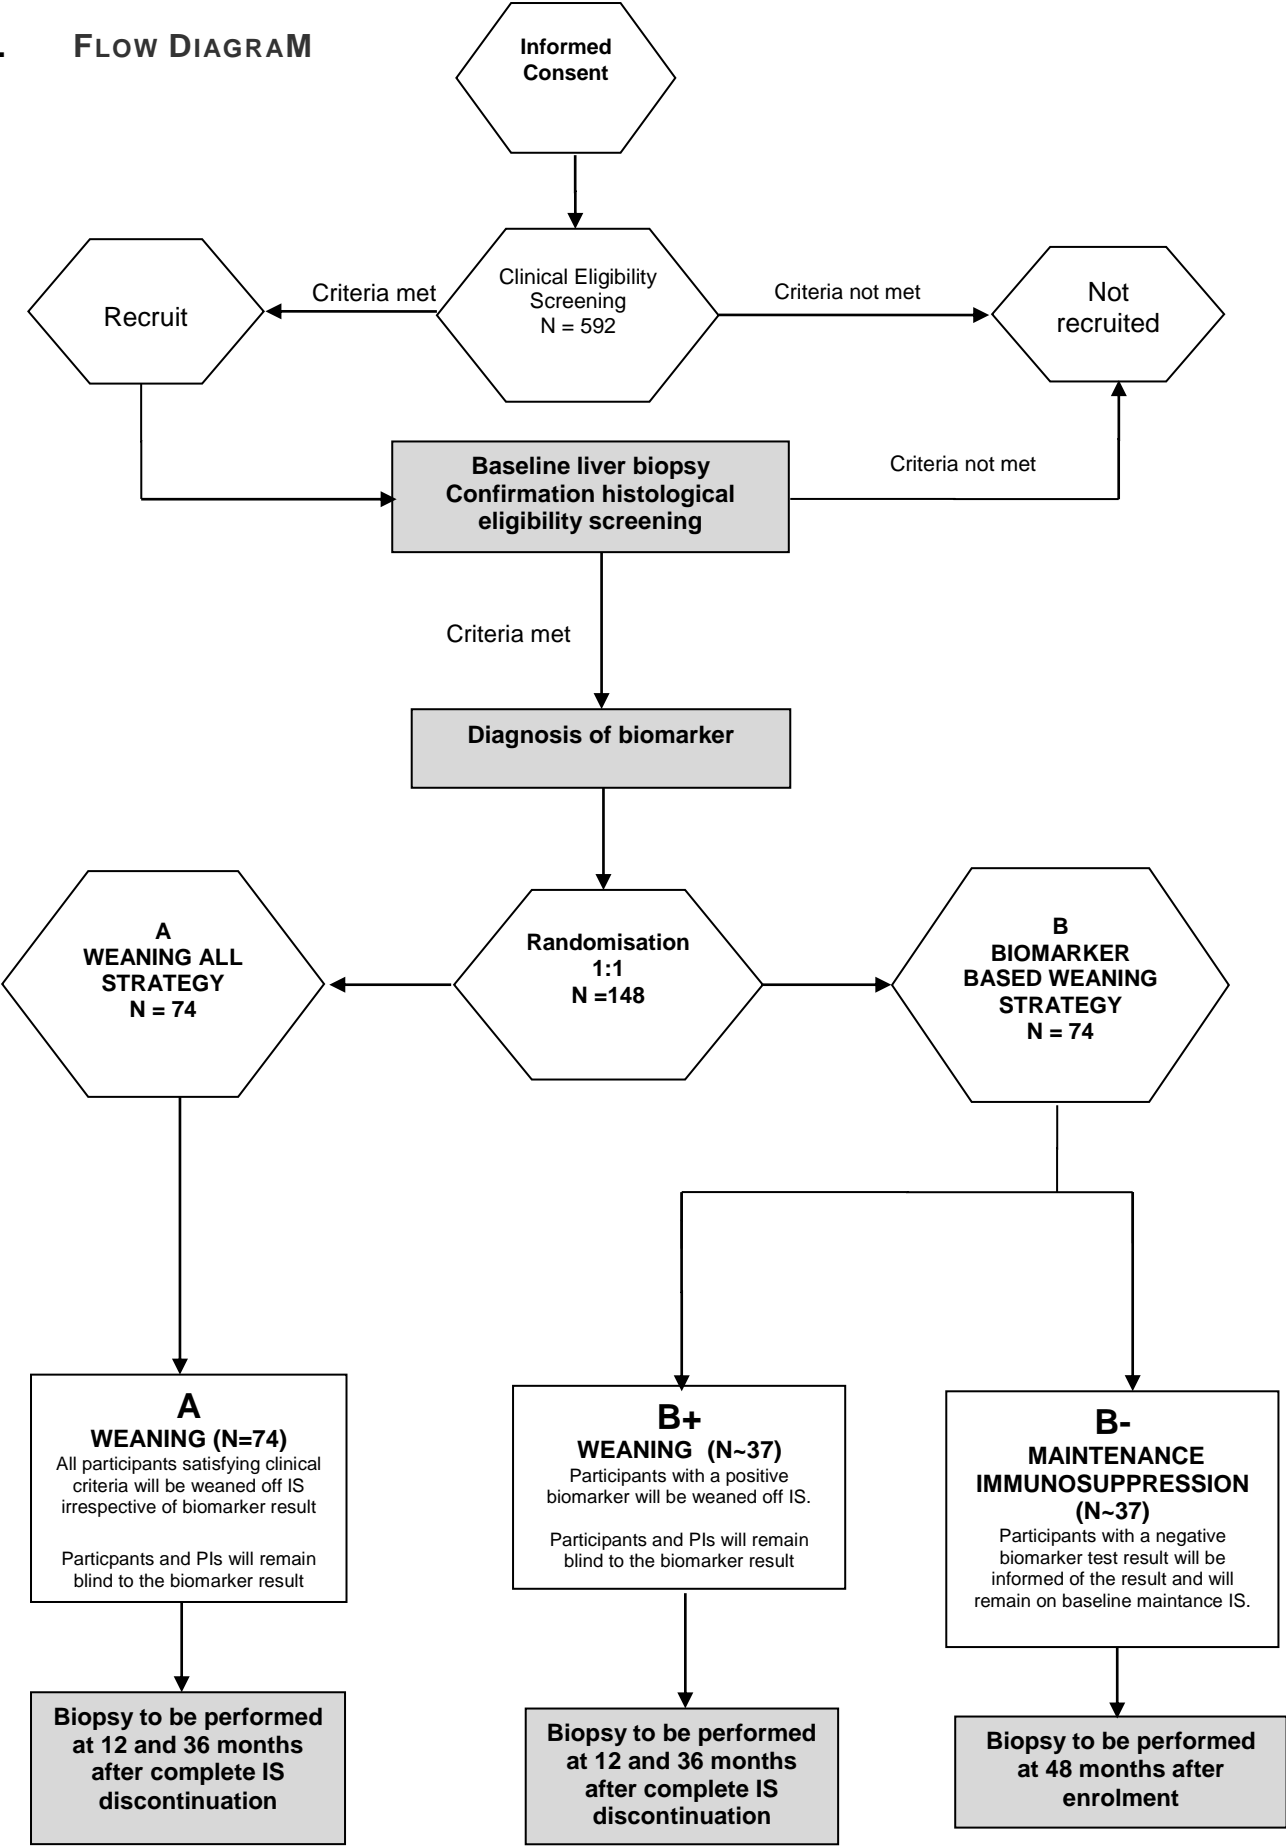 . FLOW DIAGRAM
Informed
Consent
Clinical Eligibility
Screening
N = 592
Criteria met
Criteria not met
Recruit
Not
recruited
Baseline liver biopsy
Confirmation histological
eligibility screening
Criteria not met
Criteria met
Diagnosis of biomarker
A
WEANING ALL
STRATEGY
N = 74
Randomisation
1:1
N =148
B
BIOMARKER
BASED WEANING
STRATEGY
N = 74
A
WEANING (N=74)
All participants satisfying clinical
criteria will be weaned off IS
irrespective of biomarker result
Particpants and PIs will remain
blind to the biomarker result
B+
WEANING (N~37)
Participants with a positive
biomarker will be weaned off IS.
Participants and PIs will remain
blind to the biomarker result
B-
MAINTENANCE
IMMUNOSUPPRESSION
(N~37)
Participants with a negative
biomarker test result will be
informed of the result and will
remain on baseline maintance IS.
Biopsy to be performed
at 12 and 36 months
after complete IS
discontinuation
Biopsy to be performed
at 12 and 36 months
after complete IS
discontinuation
Biopsy to be performed
at 48 months after
enrolment